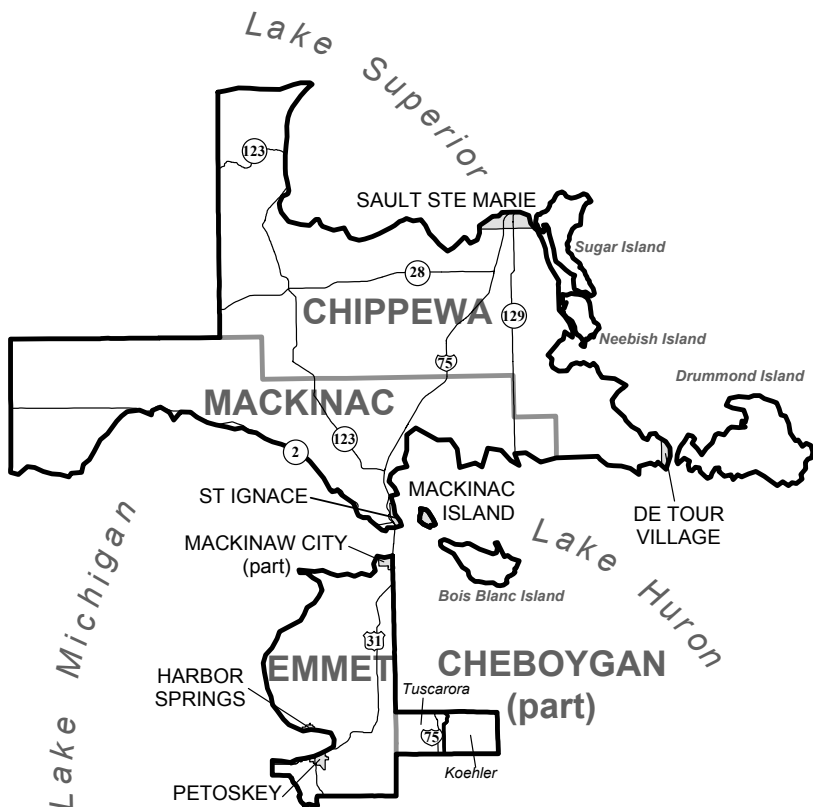 Lake Superior
123
SAULT STE MARIE
Sugar Island
28
CHIPPEWA
129
Neebish Island
75
Drummond Island
MACKINAC
123
2
ST IGNACE
MACKINAC
ISLAND
DE TOUR
VILLAGE
MACKINAW CITY
(part)
Lake Huron
Bois Blanc Island
Lake Michigan
31
EMMET
CHEBOYGAN
(part)
HARBOR
SPRINGS
Tuscarora
75
Koehler
PETOSKEY